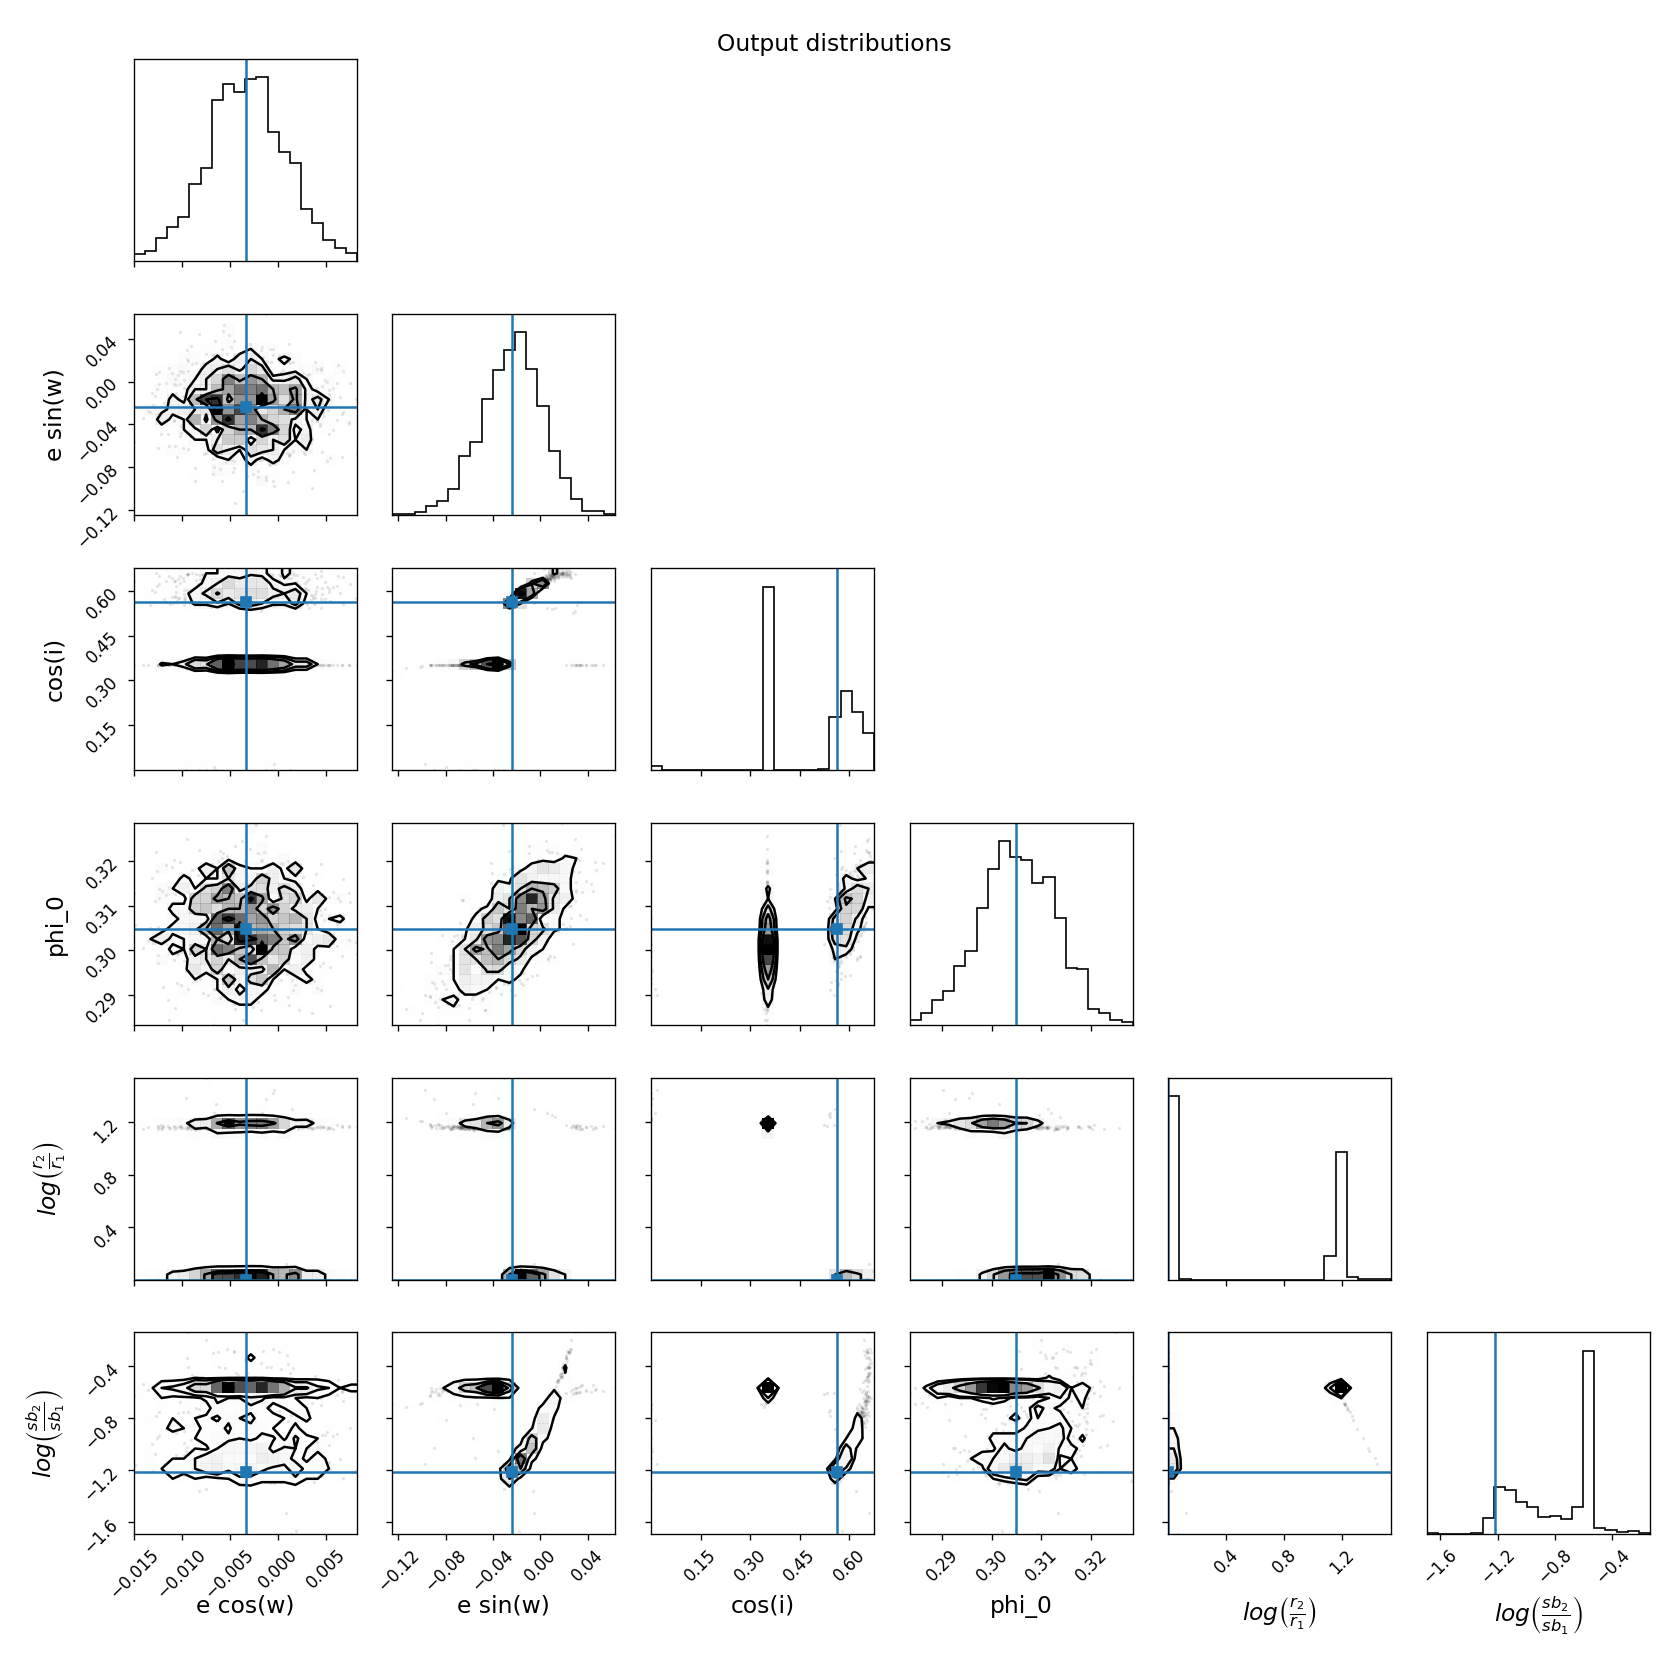 Output distributions
e sin(w)
0.04
0.00
−0.04
−0.08
−0.12
cos(i)
0.60
0.45
0.30
0.15
phi_0
0.32
0.31
0.30
0.29
log(r₂/r₁)
1.2
0.8
0.4
log(sb₂/sb₁)
−0.4
−0.8
−1.2
−1.6
−0.015 −0.010 −0.005 0.000 0.005
−0.12 −0.08 −0.04 0.00 0.04
0.15 0.30 0.45 0.60
0.29 0.30 0.31 0.32
0.4 0.8 1.2
−1.6 −1.2 −0.8 −0.4
e cos(w)
e sin(w)
cos(i)
phi_0
log(r₂/r₁)
log(sb₂/sb₁)